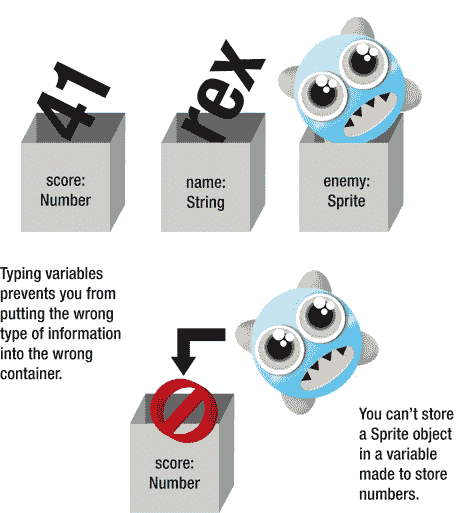 41
rex
score:
Number
name:
String
enemy:
Sprite
Typing variables
prevents you from
putting the wrong
type of information
into the wrong
container.
score:
Number
You can’t store
a Sprite object
in a variable
made to store
numbers.